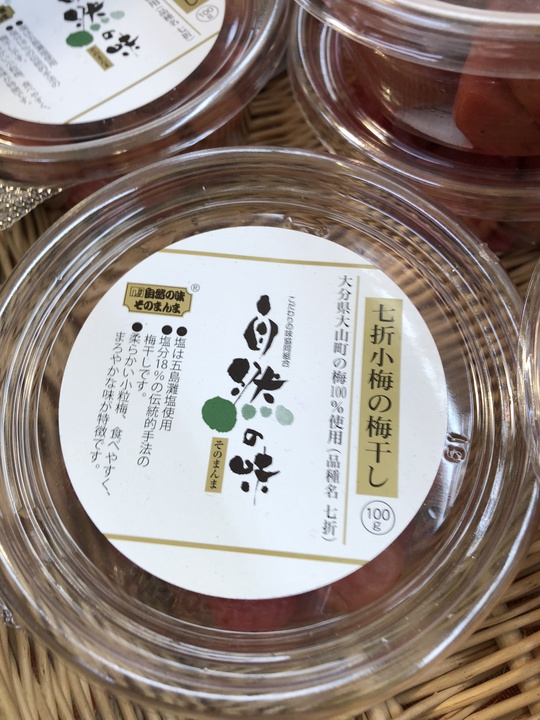 七折小梅の梅干し
100g
大分県大山町の梅100%使用(品種名 七折)
こだわりの味協同組合
自然の味
そのまんま
自然の味
そのまんま
®
●塩は五島灘塩使用
●塩分18%の伝統的手法の
梅干しです。
●柔らかい小粒梅、食べやすく、
まろやかな味が特徴です。